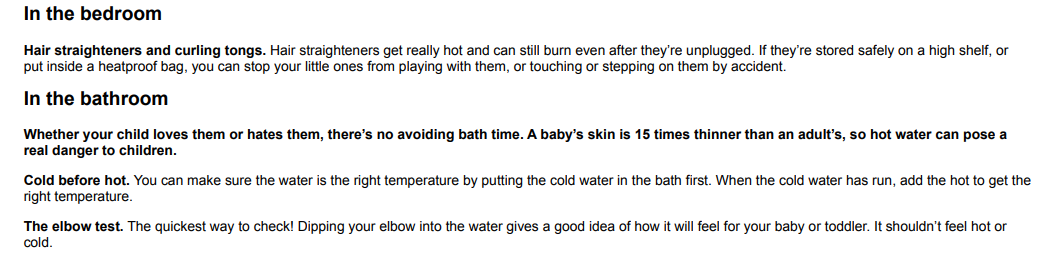 In the bedroom
Hair straighteners and curling tongs. Hair straighteners get really hot and can still burn even after they're unplugged. If they're stored safely on a high shelf, or
put inside a heatproof bag, you can stop your little ones from playing with them, or touching or stepping on them by accident.
In the bathroom
Whether your child loves them or hates them, there's no avoiding bath time. A baby's skin is 15 times thinner than an adult's, so hot water can pose a
real danger to children.
Cold before hot. You can make sure the water is the right temperature by putting the cold water in the bath first. When the cold water has run, add the hot to get the
right temperature.
The elbow test. The quickest way to check! Dipping your elbow into the water gives a good idea of how it will feel for your baby or toddler. It shouldn't feel hot or
cold.